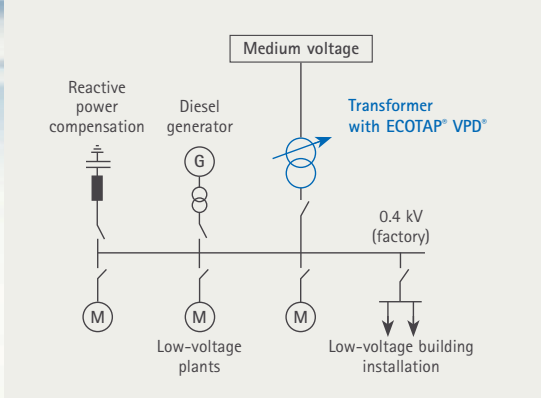 Medium voltage
Reactive
power
compensation
Diesel
generator
Transformer
with ECOTAP® VPD®
G
0.4 kV
(factory)
M
M
M
Low-voltage
plants
Low-voltage building
installation